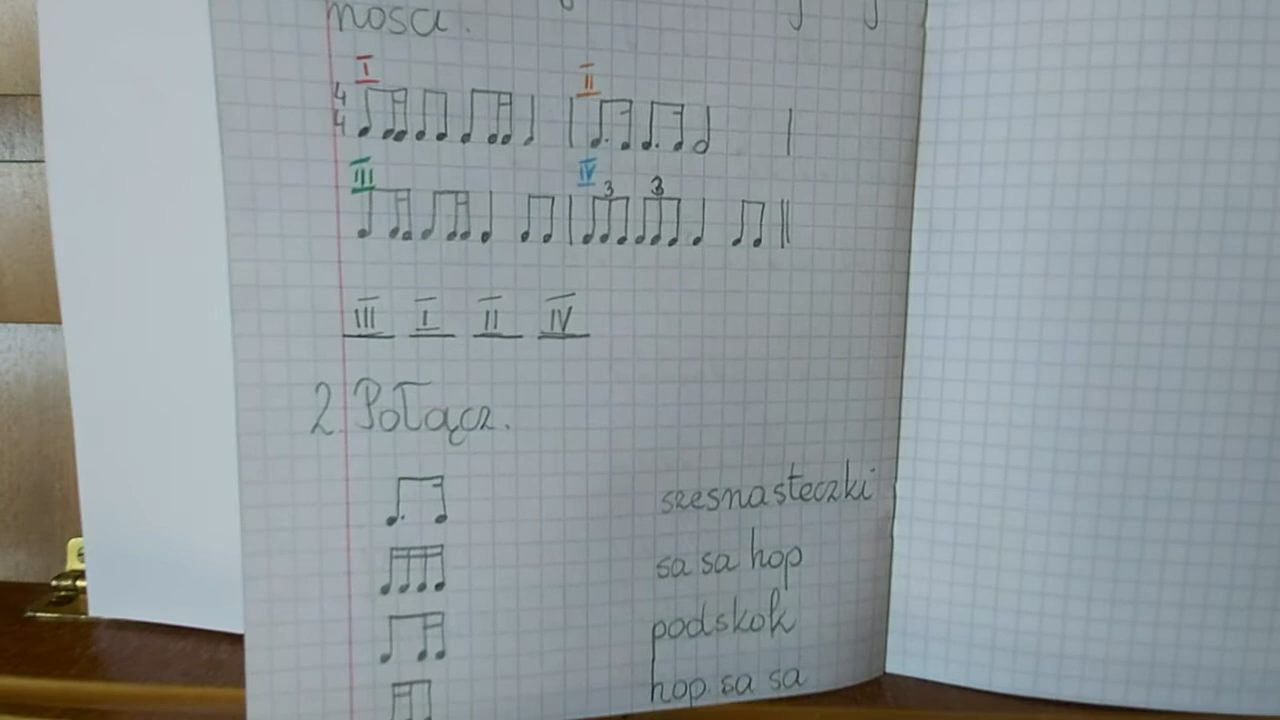 ności.
I II
4
4
III IV
3 3
III I II IV
2 Połącz.
szesnasteczki
sa sa hop
podskok
hop sa sa